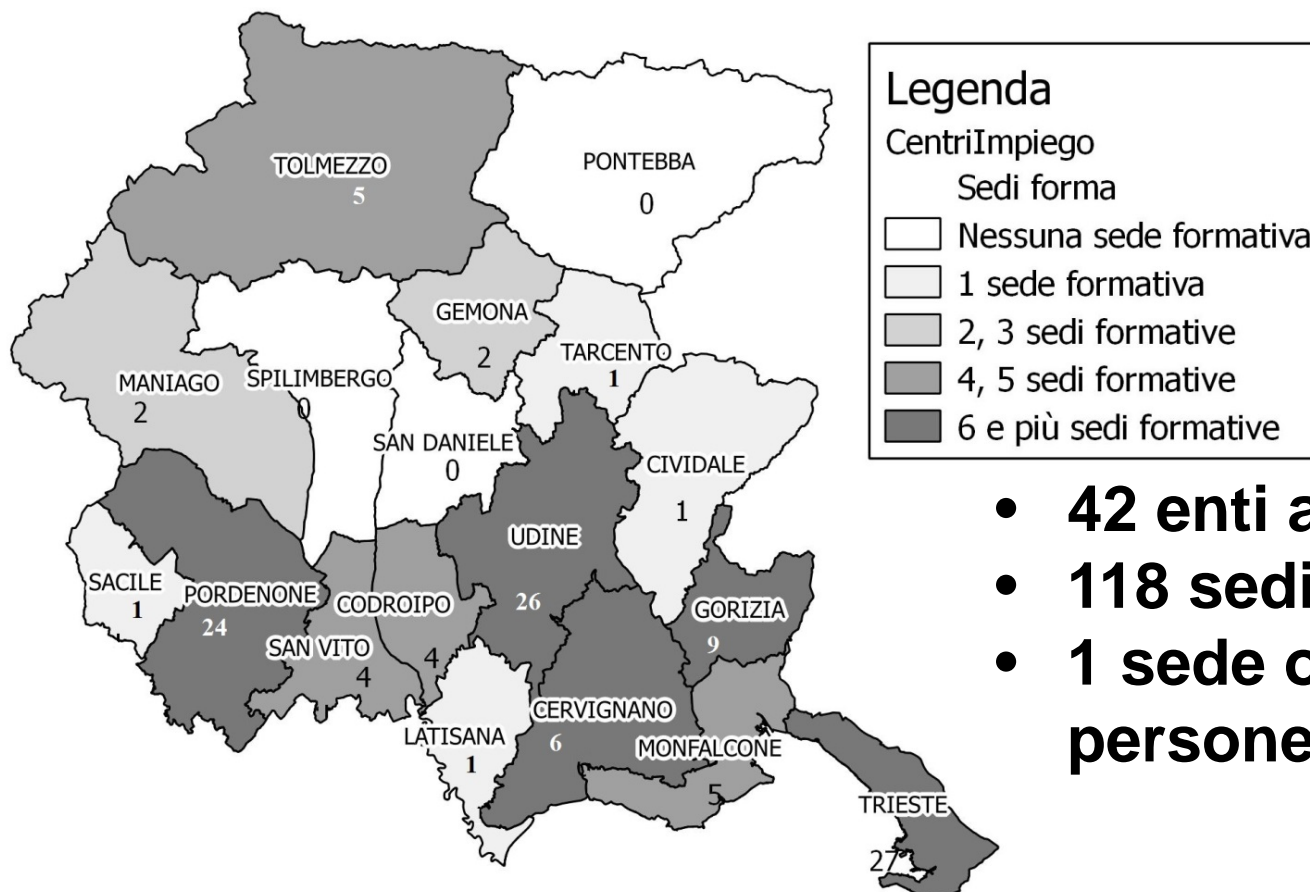 TOLMEZZO
5
PONTEBBA
0
GEMONA
2
TARCENTO
1
MANIAGO
2
SPILIMBERGO
0
SAN DANIELE
0
CIVIDALE
1
UDINE
26
SACILE
1
PORDENONE
24
CODROIPO
4
SAN VITO
4
GORIZIA
9
LATISANA
1
CERVIGNANO
6
MONFALCONE
5
TRIESTE
27
Legenda
CentriImpiego
Sedi forma
Nessuna sede formativa
1 sede formativa
2, 3 sedi formative
4, 5 sedi formative
6 e più sedi formative
• 42 enti a
• 118 sedi
• 1 sede
persone